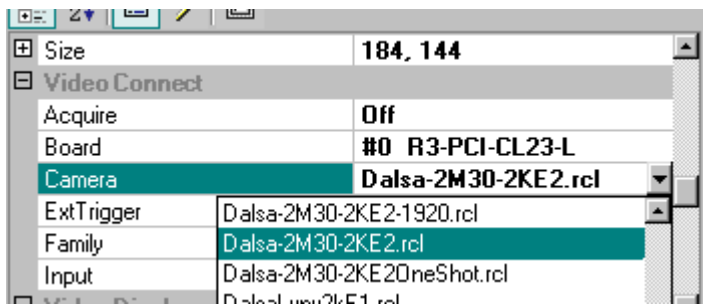 Size 184, 144
Video Connect
Acquire Off
Board #0 R3-PCI-CL23-L
Camera Dalsa-2M30-2KE2.rcl
ExtTrigger Dalsa-2M30-2KE2-1920.rcl
Family Dalsa-2M30-2KE2.rcl
Input Dalsa-2M30-2KE2OneShot.rcl